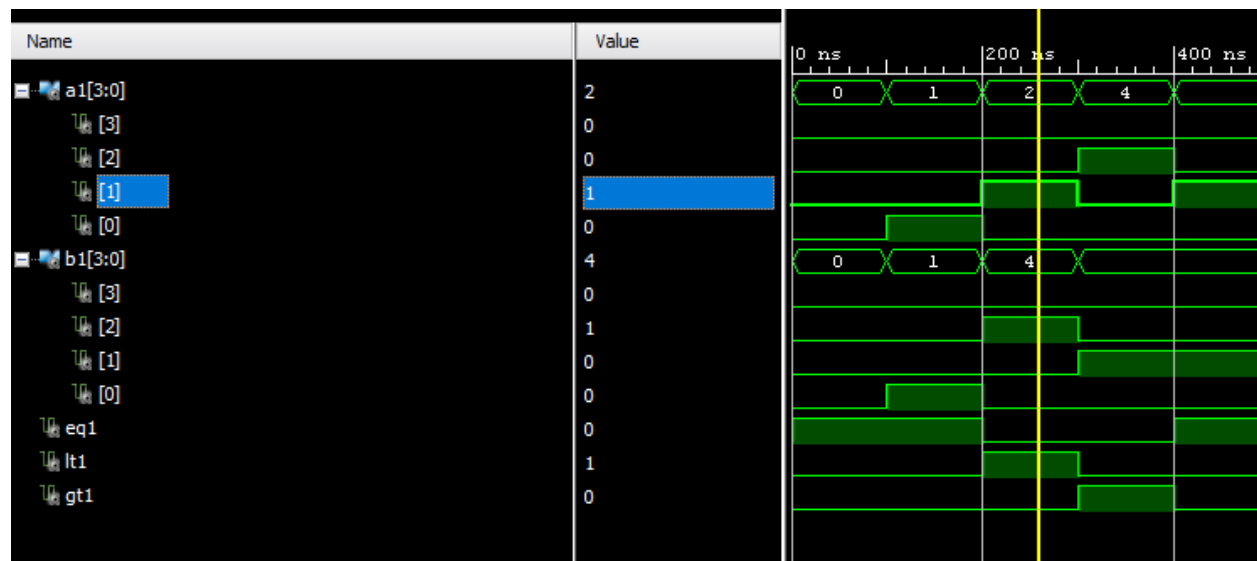 Name Value
0 ns 200 ns 400 ns
a1[3:0] 2 0 1 2 4
[3] 0
[2] 0
[1] 1
[0] 0
b1[3:0] 4 0 1 4
[3] 0
[2] 1
[1] 0
[0] 0
eq1 0
lt1 1
gt1 0